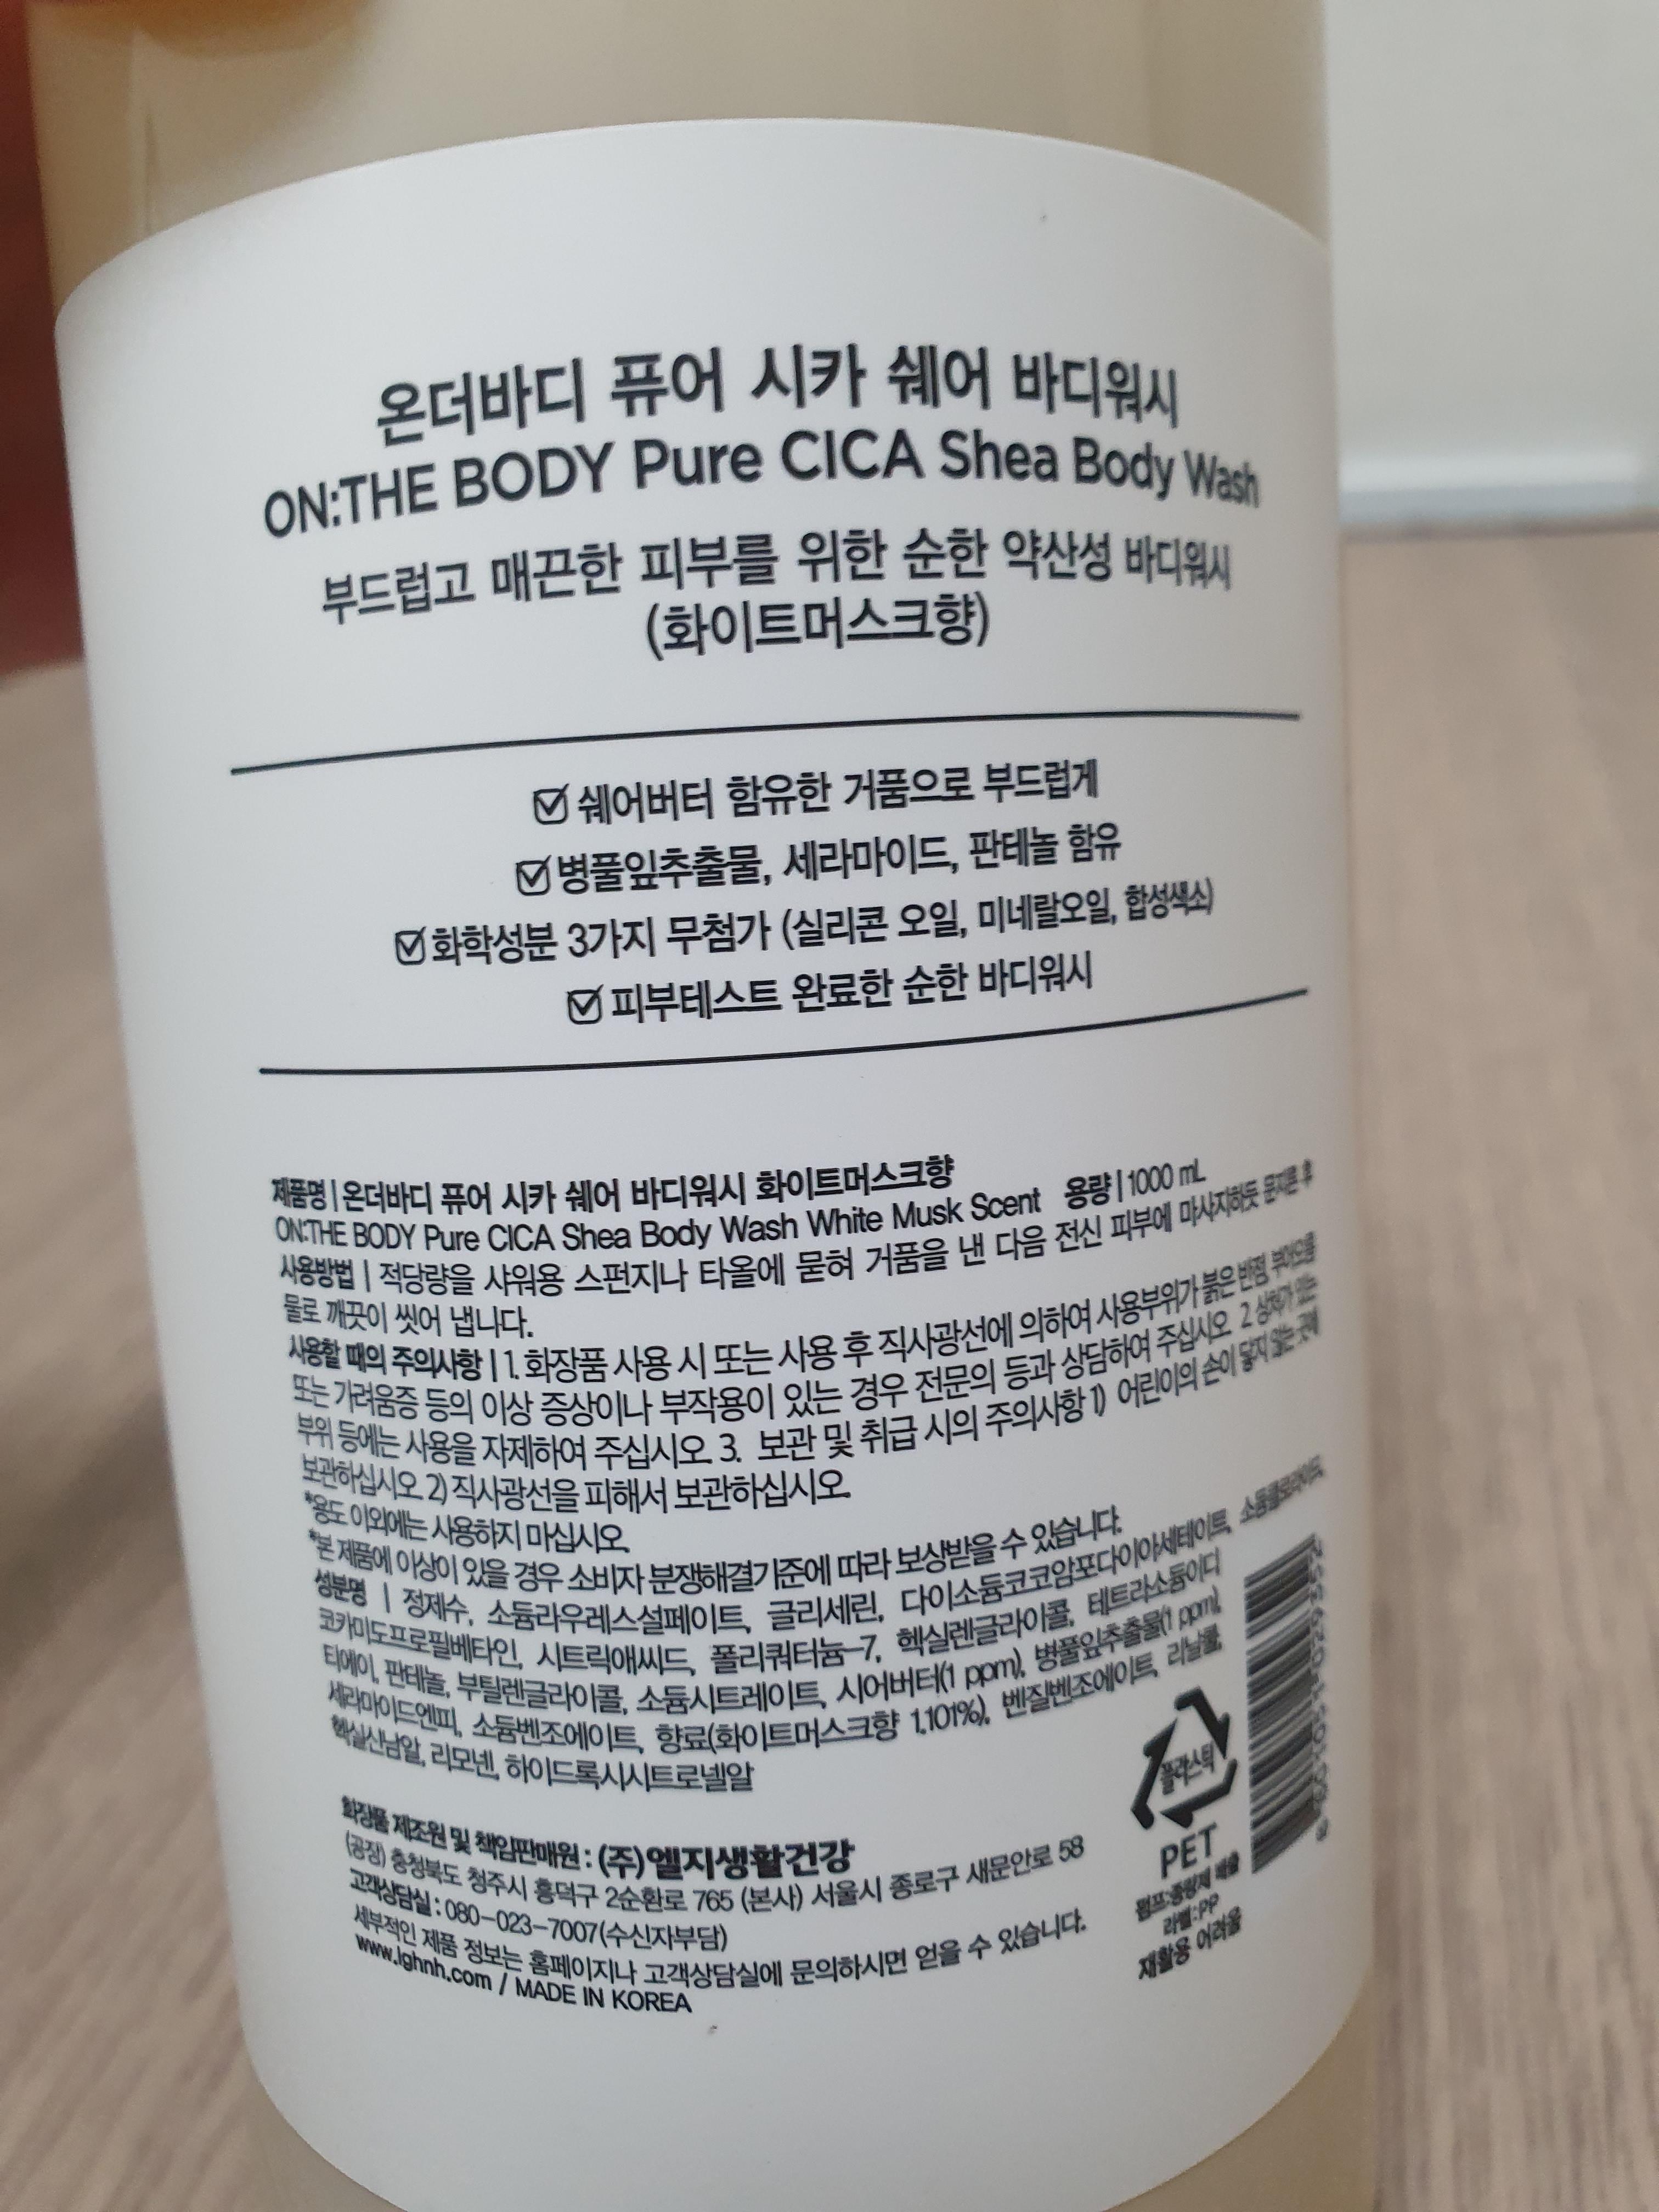 온더바디 퓨어 시카 쉐어 바디워시
ON:THE BODY Pure CICA Shea Body Wash
부드럽고 매끈한 피부를 위한 순한 약산성 바디워시
(화이트머스크향)
쉐어버터 함유한 거품으로 부드럽게
병풀잎추출물, 세라마이드, 판테놀 함유
화학성분 3가지 무첨가 (실리콘 오일, 미네랄오일, 합성색소)
피부테스트 완료한 순한 바디워시
제품명 | 온더바디 퓨어 시카 쉐어 바디워시 화이트머스크향 용량 | 1000 mL
ON:THE BODY Pure CICA Shea Body Wash White Musk Scent
사용방법 | 적당량을 샤워용 스펀지나 타올에 묻혀 거품을 낸 다음 전신 피부에 마사지하듯 문지른 후
물로 깨끗이 씻어 냅니다.
사용할 때의 주의사항 | 1. 화장품 사용 시 또는 사용 후 직사광선에 의하여 사용부위가 붉은 반점, 부어오름
또는 가려움증 등의 이상 증상이나 부작용이 있는 경우 전문의 등과 상담하여 주십시오 2. 상처가 있는
부위 등에는 사용을 자제하여 주십시오. 3. 보관 및 취급 시의 주의사항 1) 어린이의 손이 닿지 않는 곳에
보관하십시오. 2) 직사광선을 피해서 보관하십시오.
*용도 이외에는 사용하지 마십시오.
*본 제품에 이상이 있을 경우 소비자 분쟁해결기준에 따라 보상받을 수 있습니다.
성분명 | 정제수, 소듐라우레스설페이트, 글리세린, 다이소듐코코암포다이아세테이트, 소듐클로라이드,
코카미도프로필베타인, 시트릭애씨드, 폴리쿼터늄-7, 헥실렌글라이콜, 테트라소듐이디
티에이, 판테놀, 부틸렌글라이콜, 소듐시트레이트, 시어버터(1 ppm), 병풀잎추출물(1 ppm),
세라마이드엔피, 소듐벤조에이트, 향료(화이트머스크향 1.101%), 벤질벤조에이트, 리날룰,
헥실신남알, 리모넨, 하이드록시시트로넬알
화장품 제조원 및 책임판매원 : (주)엘지생활건강
(공장) 충청북도 청주시 흥덕구 2순환로 765 (본사) 서울시 종로구 새문안로 58
고객상담실 : 080-023-7007(수신자부담)
세부적인 제품 정보는 홈페이지나 고객상담실에 문의하시면 얻을 수 있습니다.
www.lghnh.com / MADE IN KOREA
플라스틱
PET
펌프:종량제 배출
라벨:PP
재활용 어려움